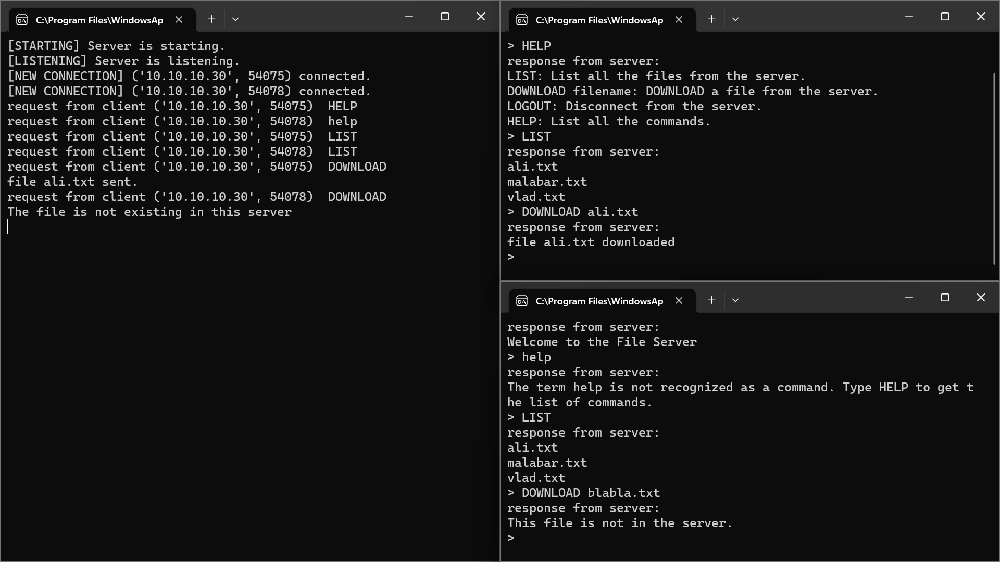 C:\Program Files\WindowsAp
[STARTING] Server is starting.
[LISTENING] Server is listening.
[NEW CONNECTION] ('10.10.10.30', 54075) connected.
[NEW CONNECTION] ('10.10.10.30', 54078) connected.
request from client ('10.10.10.30', 54075)  HELP
request from client ('10.10.10.30', 54078)  help
request from client ('10.10.10.30', 54075)  LIST
request from client ('10.10.10.30', 54078)  LIST
request from client ('10.10.10.30', 54075)  DOWNLOAD
file ali.txt sent.
request from client ('10.10.10.30', 54078)  DOWNLOAD
The file is not existing in this server
C:\Program Files\WindowsAp
> HELP
response from server:
LIST: List all the files from the server.
DOWNLOAD filename: DOWNLOAD a file from the server.
LOGOUT: Disconnect from the server.
HELP: List all the commands.
> LIST
response from server:
ali.txt
malabar.txt
vlad.txt
> DOWNLOAD ali.txt
response from server:
file ali.txt downloaded
>
C:\Program Files\WindowsAp
response from server:
Welcome to the File Server
> help
response from server:
The term help is not recognized as a command. Type HELP to get t
he list of commands.
> LIST
response from server:
ali.txt
malabar.txt
vlad.txt
> DOWNLOAD blabla.txt
response from server:
This file is not in the server.
>